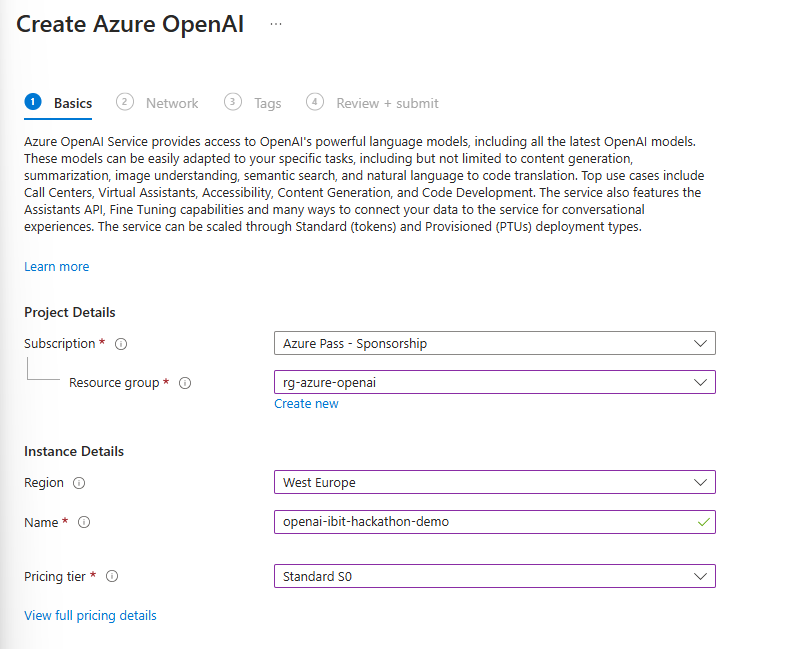 Create Azure OpenAI ...
1 Basics 2 Network 3 Tags 4 Review + submit
Azure OpenAI Service provides access to OpenAI's powerful language models, including all the latest OpenAI models.
These models can be easily adapted to your specific tasks, including but not limited to content generation,
summarization, image understanding, semantic search, and natural language to code translation. Top use cases include
Call Centers, Virtual Assistants, Accessibility, Content Generation, and Code Development. The service also features the
Assistants API, Fine Tuning capabilities and many ways to connect your data to the service for conversational
experiences. The service can be scaled through Standard (tokens) and Provisioned (PTUs) deployment types.
Learn more
Project Details
Subscription * Azure Pass - Sponsorship
Resource group * rg-azure-openai
Create new
Instance Details
Region West Europe
Name * openai-ibit-hackathon-demo
Pricing tier * Standard S0
View full pricing details